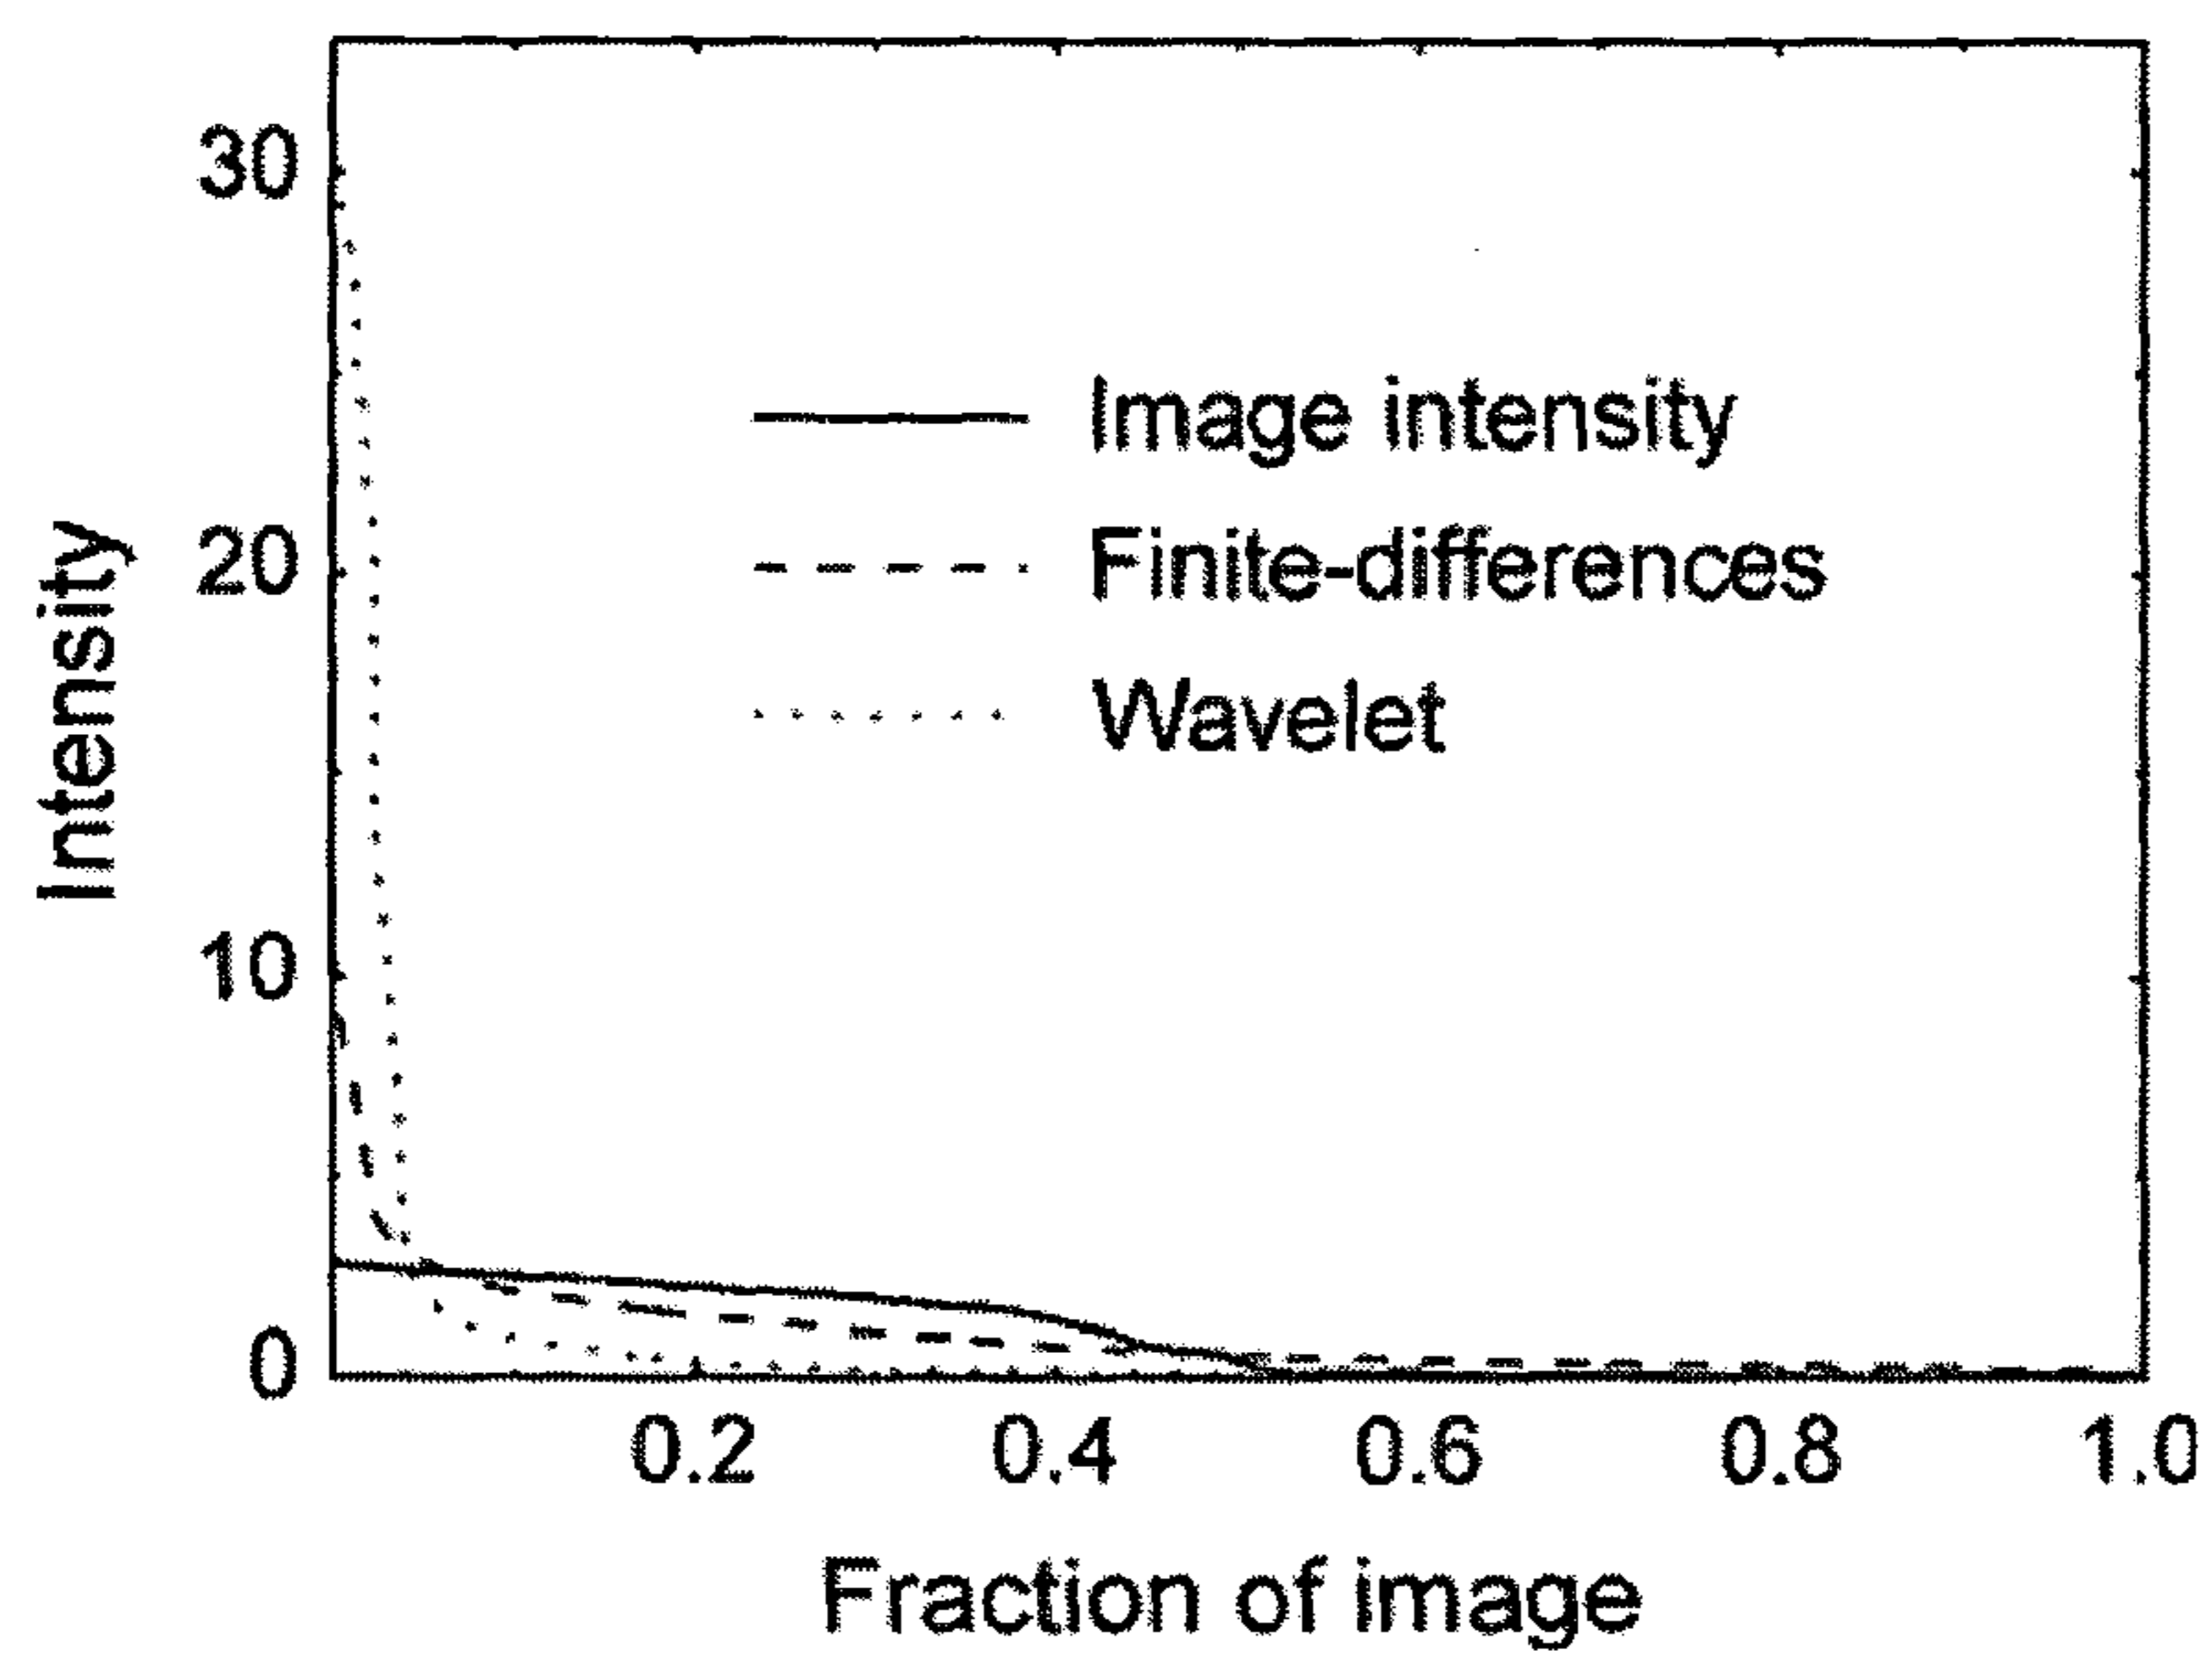 30
20
10
0
Intensity
Image intensity
Finite-differences
Wavelet
0.2 0.4 0.6 0.8 1.0
Fraction of image